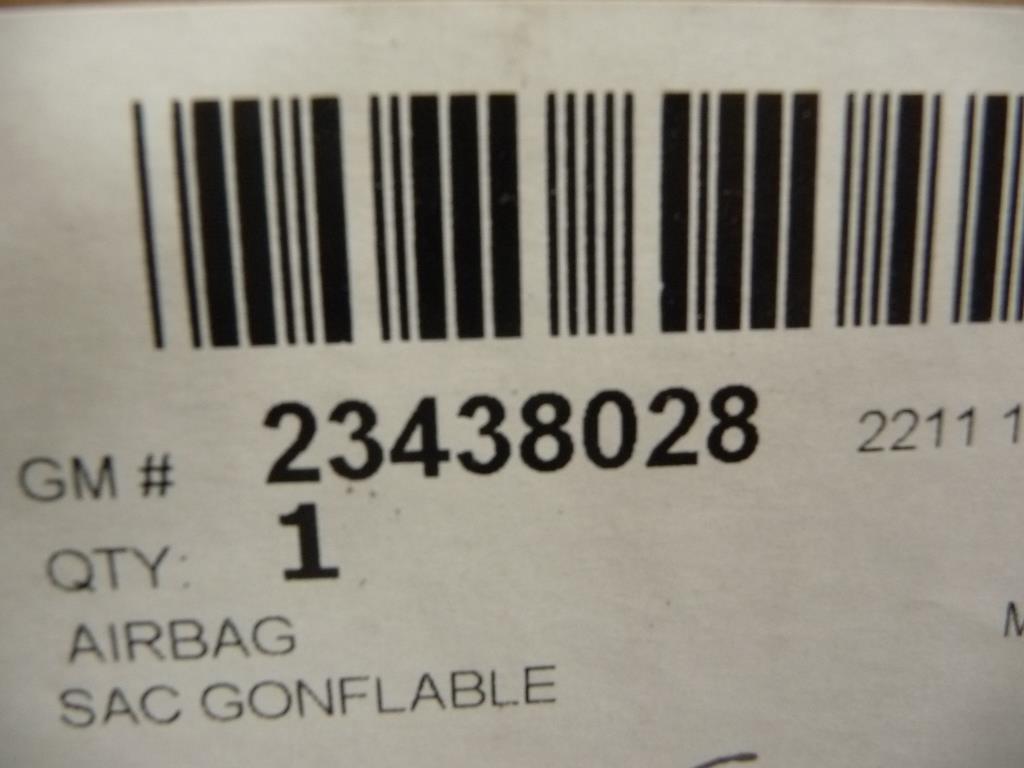 GM # 23438028 2211 1
QTY: 1
AIRBAG
SAC GONFLABLE